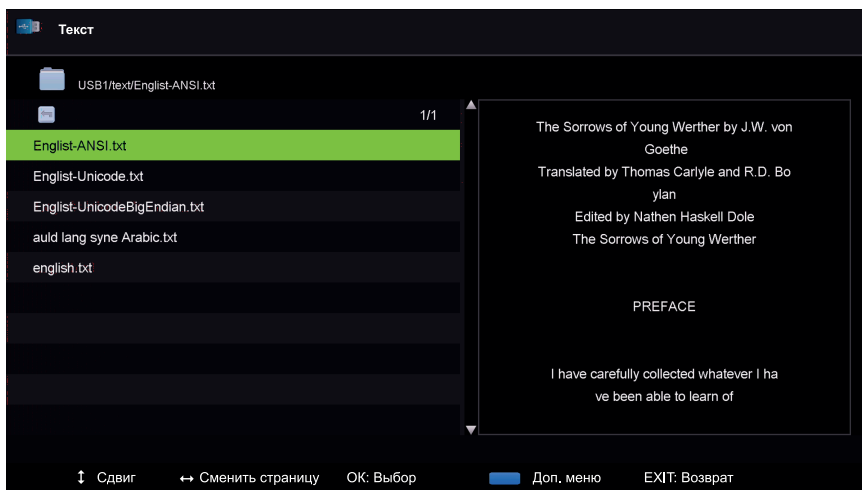 Текст
USB1/text/Englist-ANSI.txt
1/1
Englist-ANSI.txt
Englist-Unicode.txt
Englist-UnicodeBigEndian.txt
auld lang syne Arabic.txt
english.txt
The Sorrows of Young Werther by J.W. von
Goethe
Translated by Thomas Carlyle and R.D. Bo
ylan
Edited by Nathen Haskell Dole
The Sorrows of Young Werther
PREFACE
I have carefully collected whatever I ha
ve been able to learn of
↕ Сдвиг ↔ Сменить страницу ОК: Выбор Доп. меню EXIT: Возврат